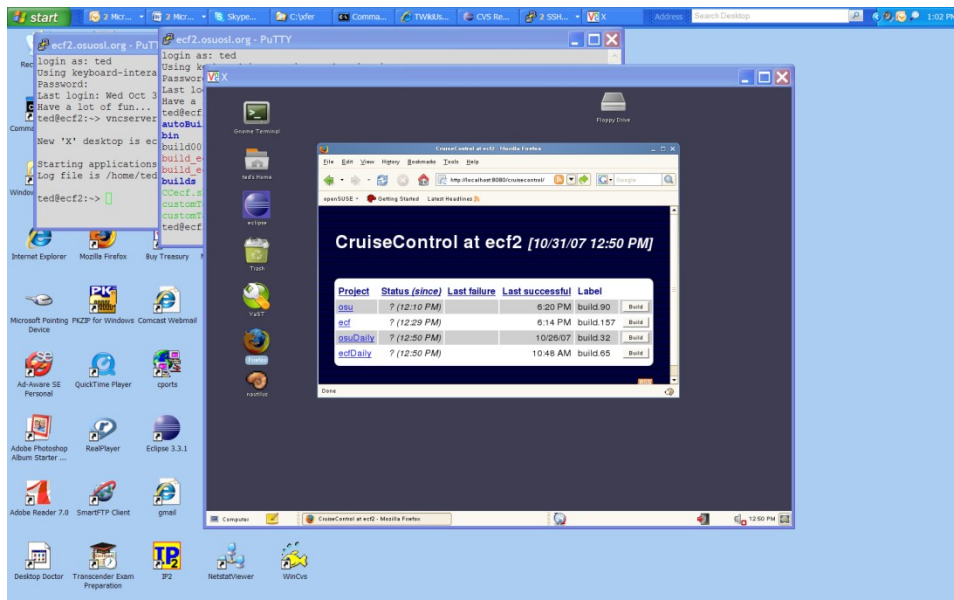 start
2 Micr...
2 Micr...
Skype...
C:\xfer
Comma...
TWikiUs...
CVS Re...
2 SSH...
X
Address
Search Desktop
1:02 PM
ecf2.osuosl.org - PuTT
Password:
Last login: Wed Oct 3
Have a lot of fun...
ted@ecf2:~> vncserver
New 'X' desktop is ec
Starting applications
Log file is /home/ted
ted@ecf2:~>
login as: ted
Using keyboard-intera
ecf2.osuosl.org - PuTTY
login as: ted
Using
Password
Last lo
Have a
ted@ecf
autoBui
bin
build00
build_e
build_e
builds
CCecf.s
customT
customT
ted@ecf
X
Gnome Terminal
ted's Home
eclipse
Trash
YaST
Firefox
nautilus
Floppy Drive
CruiseControl at ecf2 - Mozilla Firefox
File Edit View History Bookmarks Tools Help
http://localhost:8080/cruisecontrol/
Google
openSUSE Getting Started Latest Headlines
CruiseControl at ecf2 [10/31/07 12:50 PM]
Project Status (since) Last failure Last successful Label
osu ? (12:10 PM) 6:20 PM build.90 Build
ecf ? (12:29 PM) 6:14 PM build.157 Build
osuDaily ? (12:50 PM) 10/26/07 build.32 Build
ecfDaily ? (12:50 PM) 10:48 AM build.65 Build
Done
Computer
CruiseControl at ecf2 - Mozilla Firefox
12:50 PM
Internet Explorer
Mozilla Firefox
Buy Treasury
Microsoft Pointing Device
PKZIP for Windows
Comcast Webmail
Ad-Aware SE Personal
QuickTime Player
cports
Adobe Photoshop Album Starter ...
RealPlayer
Eclipse 3.3.1
Adobe Reader 7.0
SmartFTP Client
gmail
Desktop Doctor
Transcender Exam Preparation
IP2
NetstatViewer
WinCvs